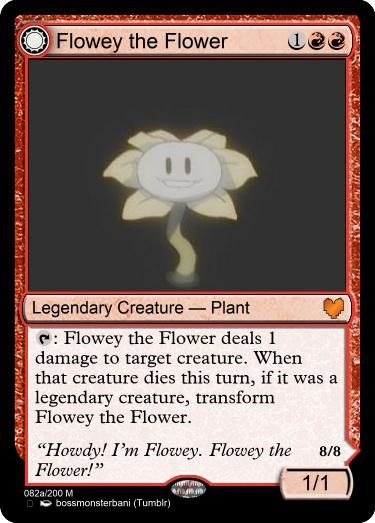 Flowey the Flower 1
Legendary Creature — Plant
: Flowey the Flower deals 1
damage to target creature. When
that creature dies this turn, if it was a
legendary creature, transform
Flowey the Flower.
“Howdy! I'm Flowey. Flowey the
Flower!”
8/8
1/1
082a/200 M
bossmonsterbani (Tumblr)